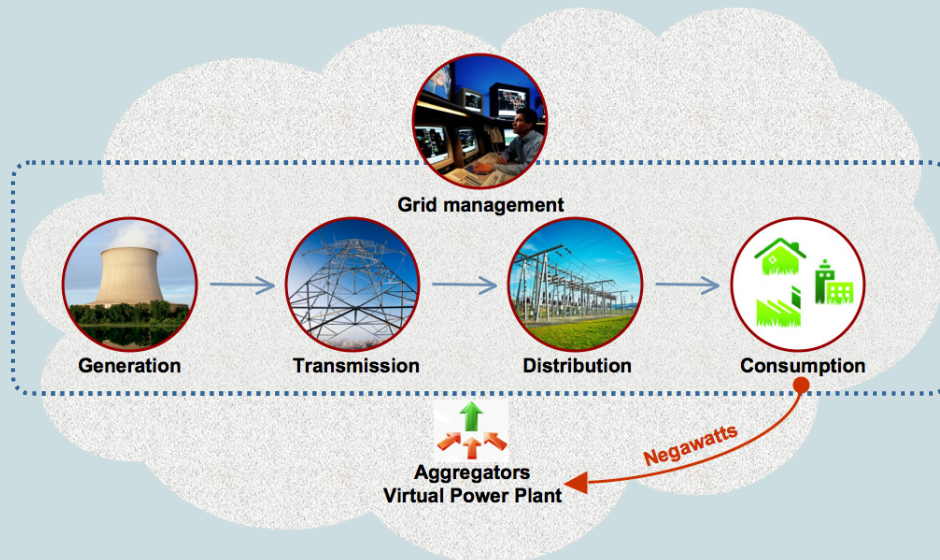 Grid management
Generation
Transmission
Distribution
Consumption
Negawatts
Aggregators
Virtual Power Plant